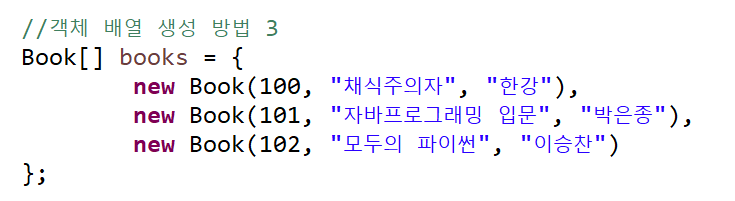 //객체 배열 생성 방법 3
Book[] books = {
        new Book(100, "채식주의자", "한강"),
        new Book(101, "자바프로그래밍 입문", "박은종"),
        new Book(102, "모두의 파이썬", "이승찬")
};